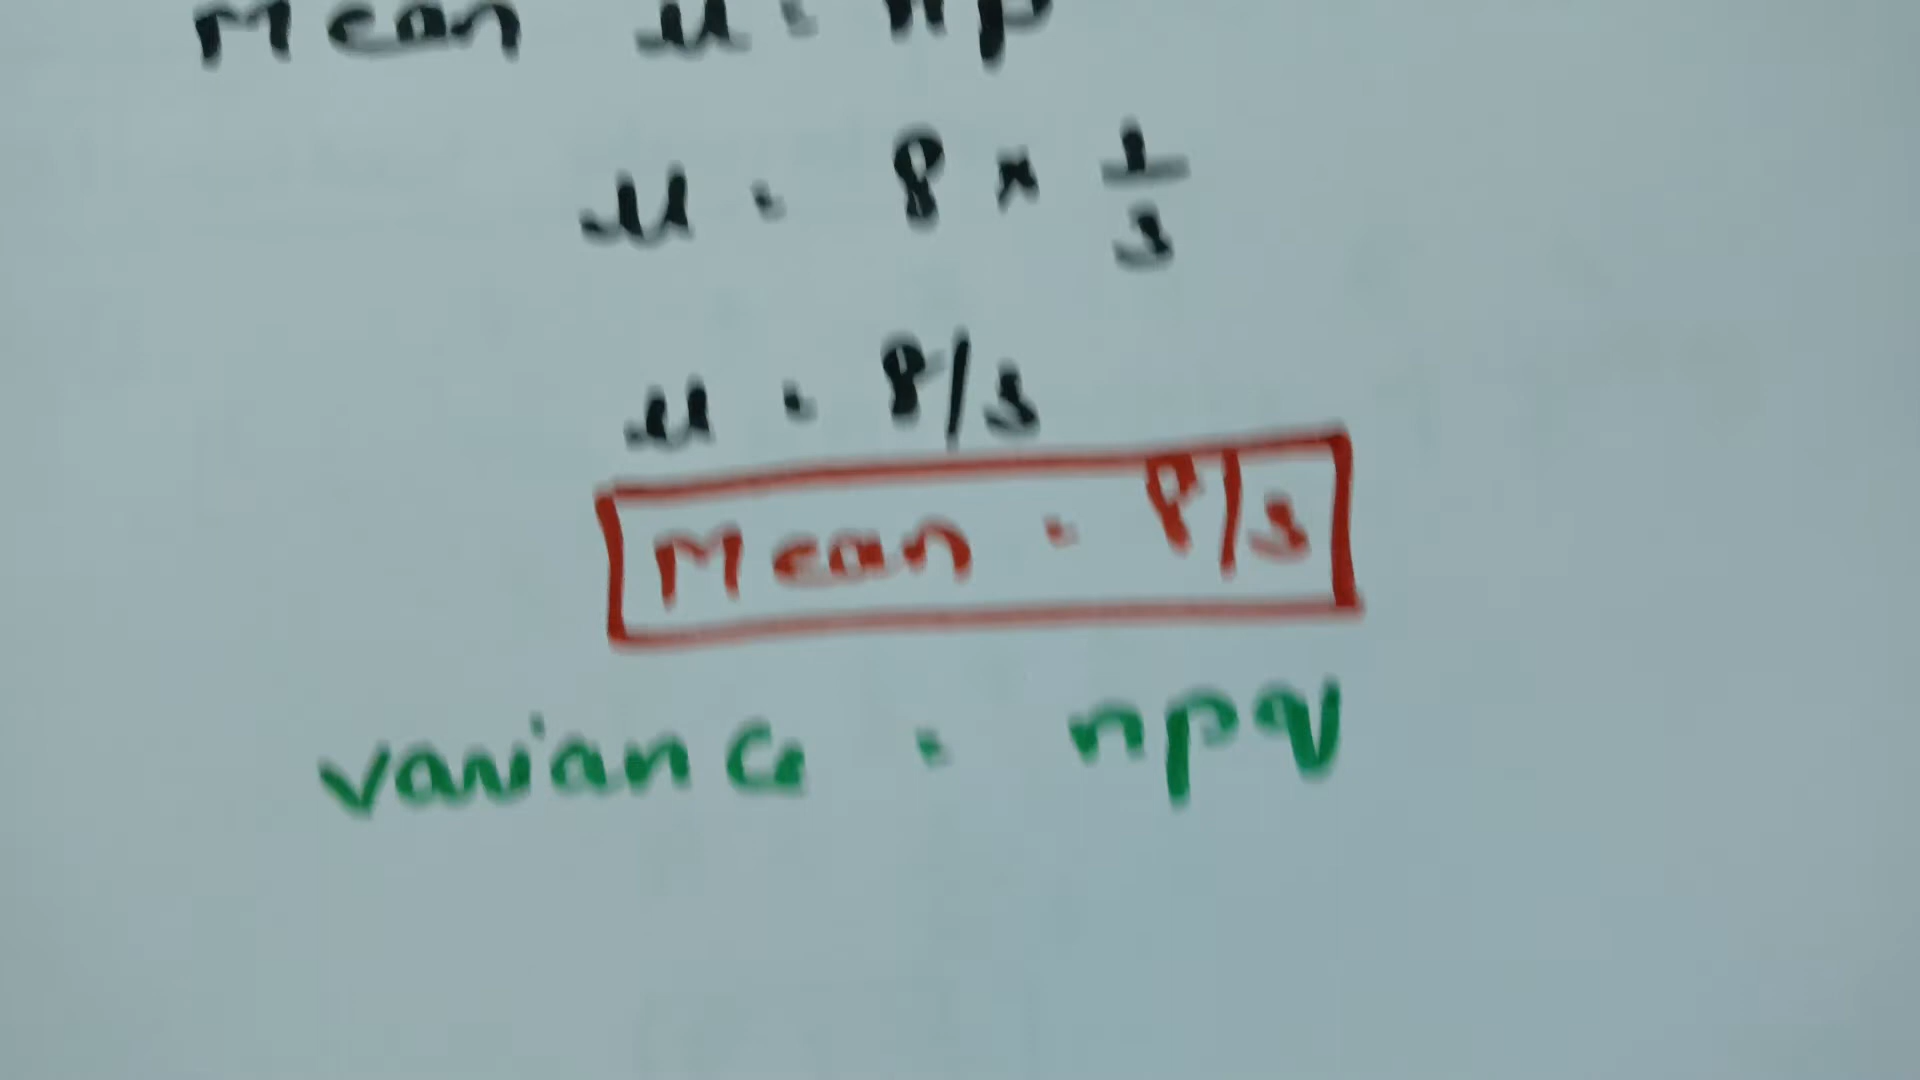 Mean μ = np
μ = 8 × 1/3
μ = 8/3
Mean = 8/3
variance = npq